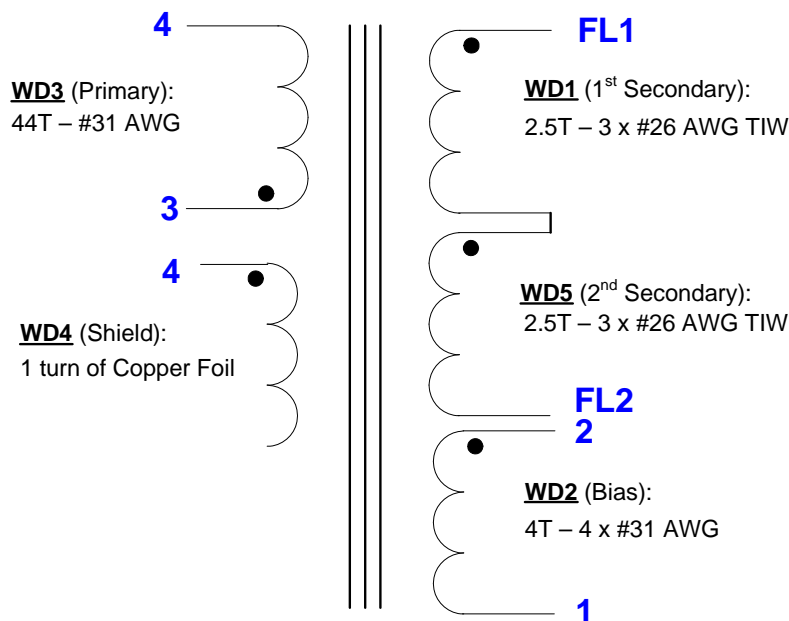 4
WD3 (Primary):
44T – #31 AWG
3
4
WD4 (Shield):
1 turn of Copper Foil
FL1
WD1 (1st Secondary):
2.5T – 3 x #26 AWG TIW
WD5 (2nd Secondary):
2.5T – 3 x #26 AWG TIW
FL2
2
WD2 (Bias):
4T – 4 x #31 AWG
1